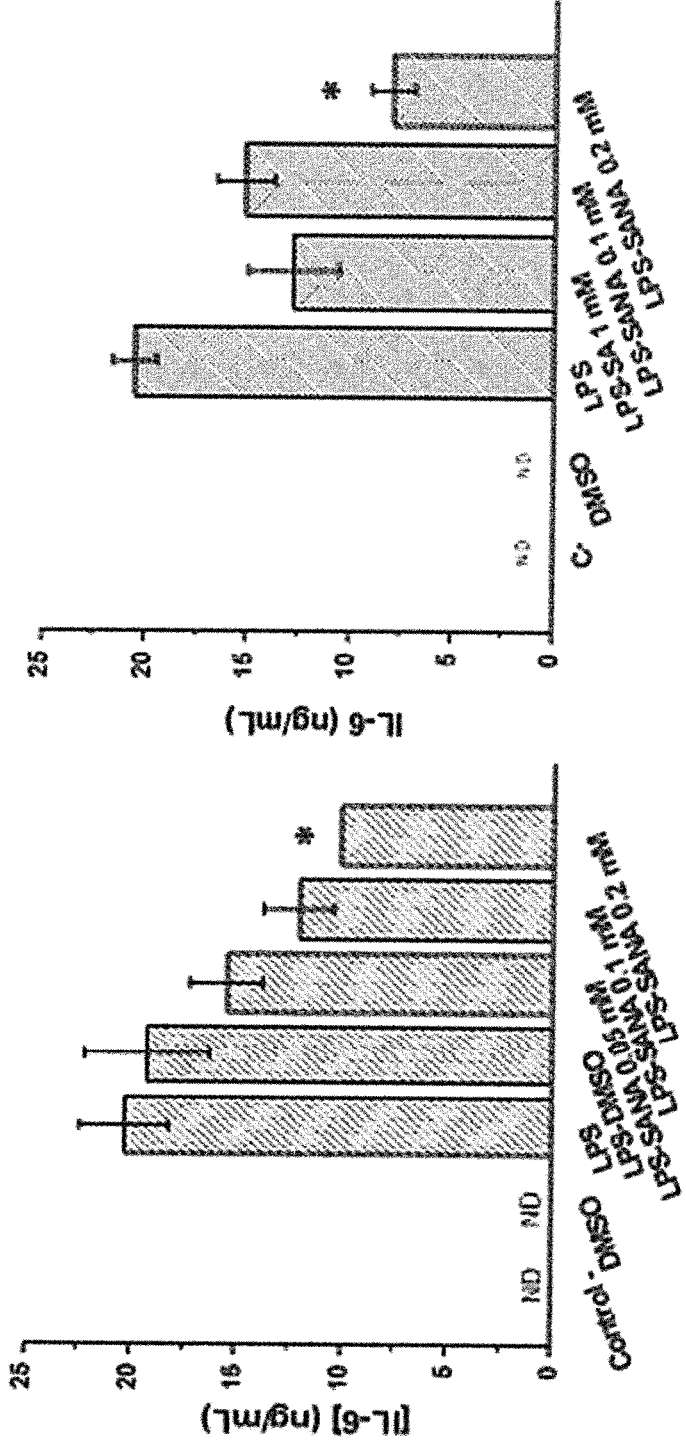 [IL-6] (ng/mL)
25
20
15
10
5
0
ND
ND
*
Control -
DMSO
LPS
LPS-DMSO
LPS-SANA 0.05 mM
LPS-SANA 0.1 mM
LPS-SANA 0.2 mM
IL-6 (ng/mL)
25
20
15
10
5
0
ND
ND
*
C-
DMSO
LPS
LPS-SA 1 mM
LPS-SANA 0.1 mM
LPS-SANA 0.2 mM